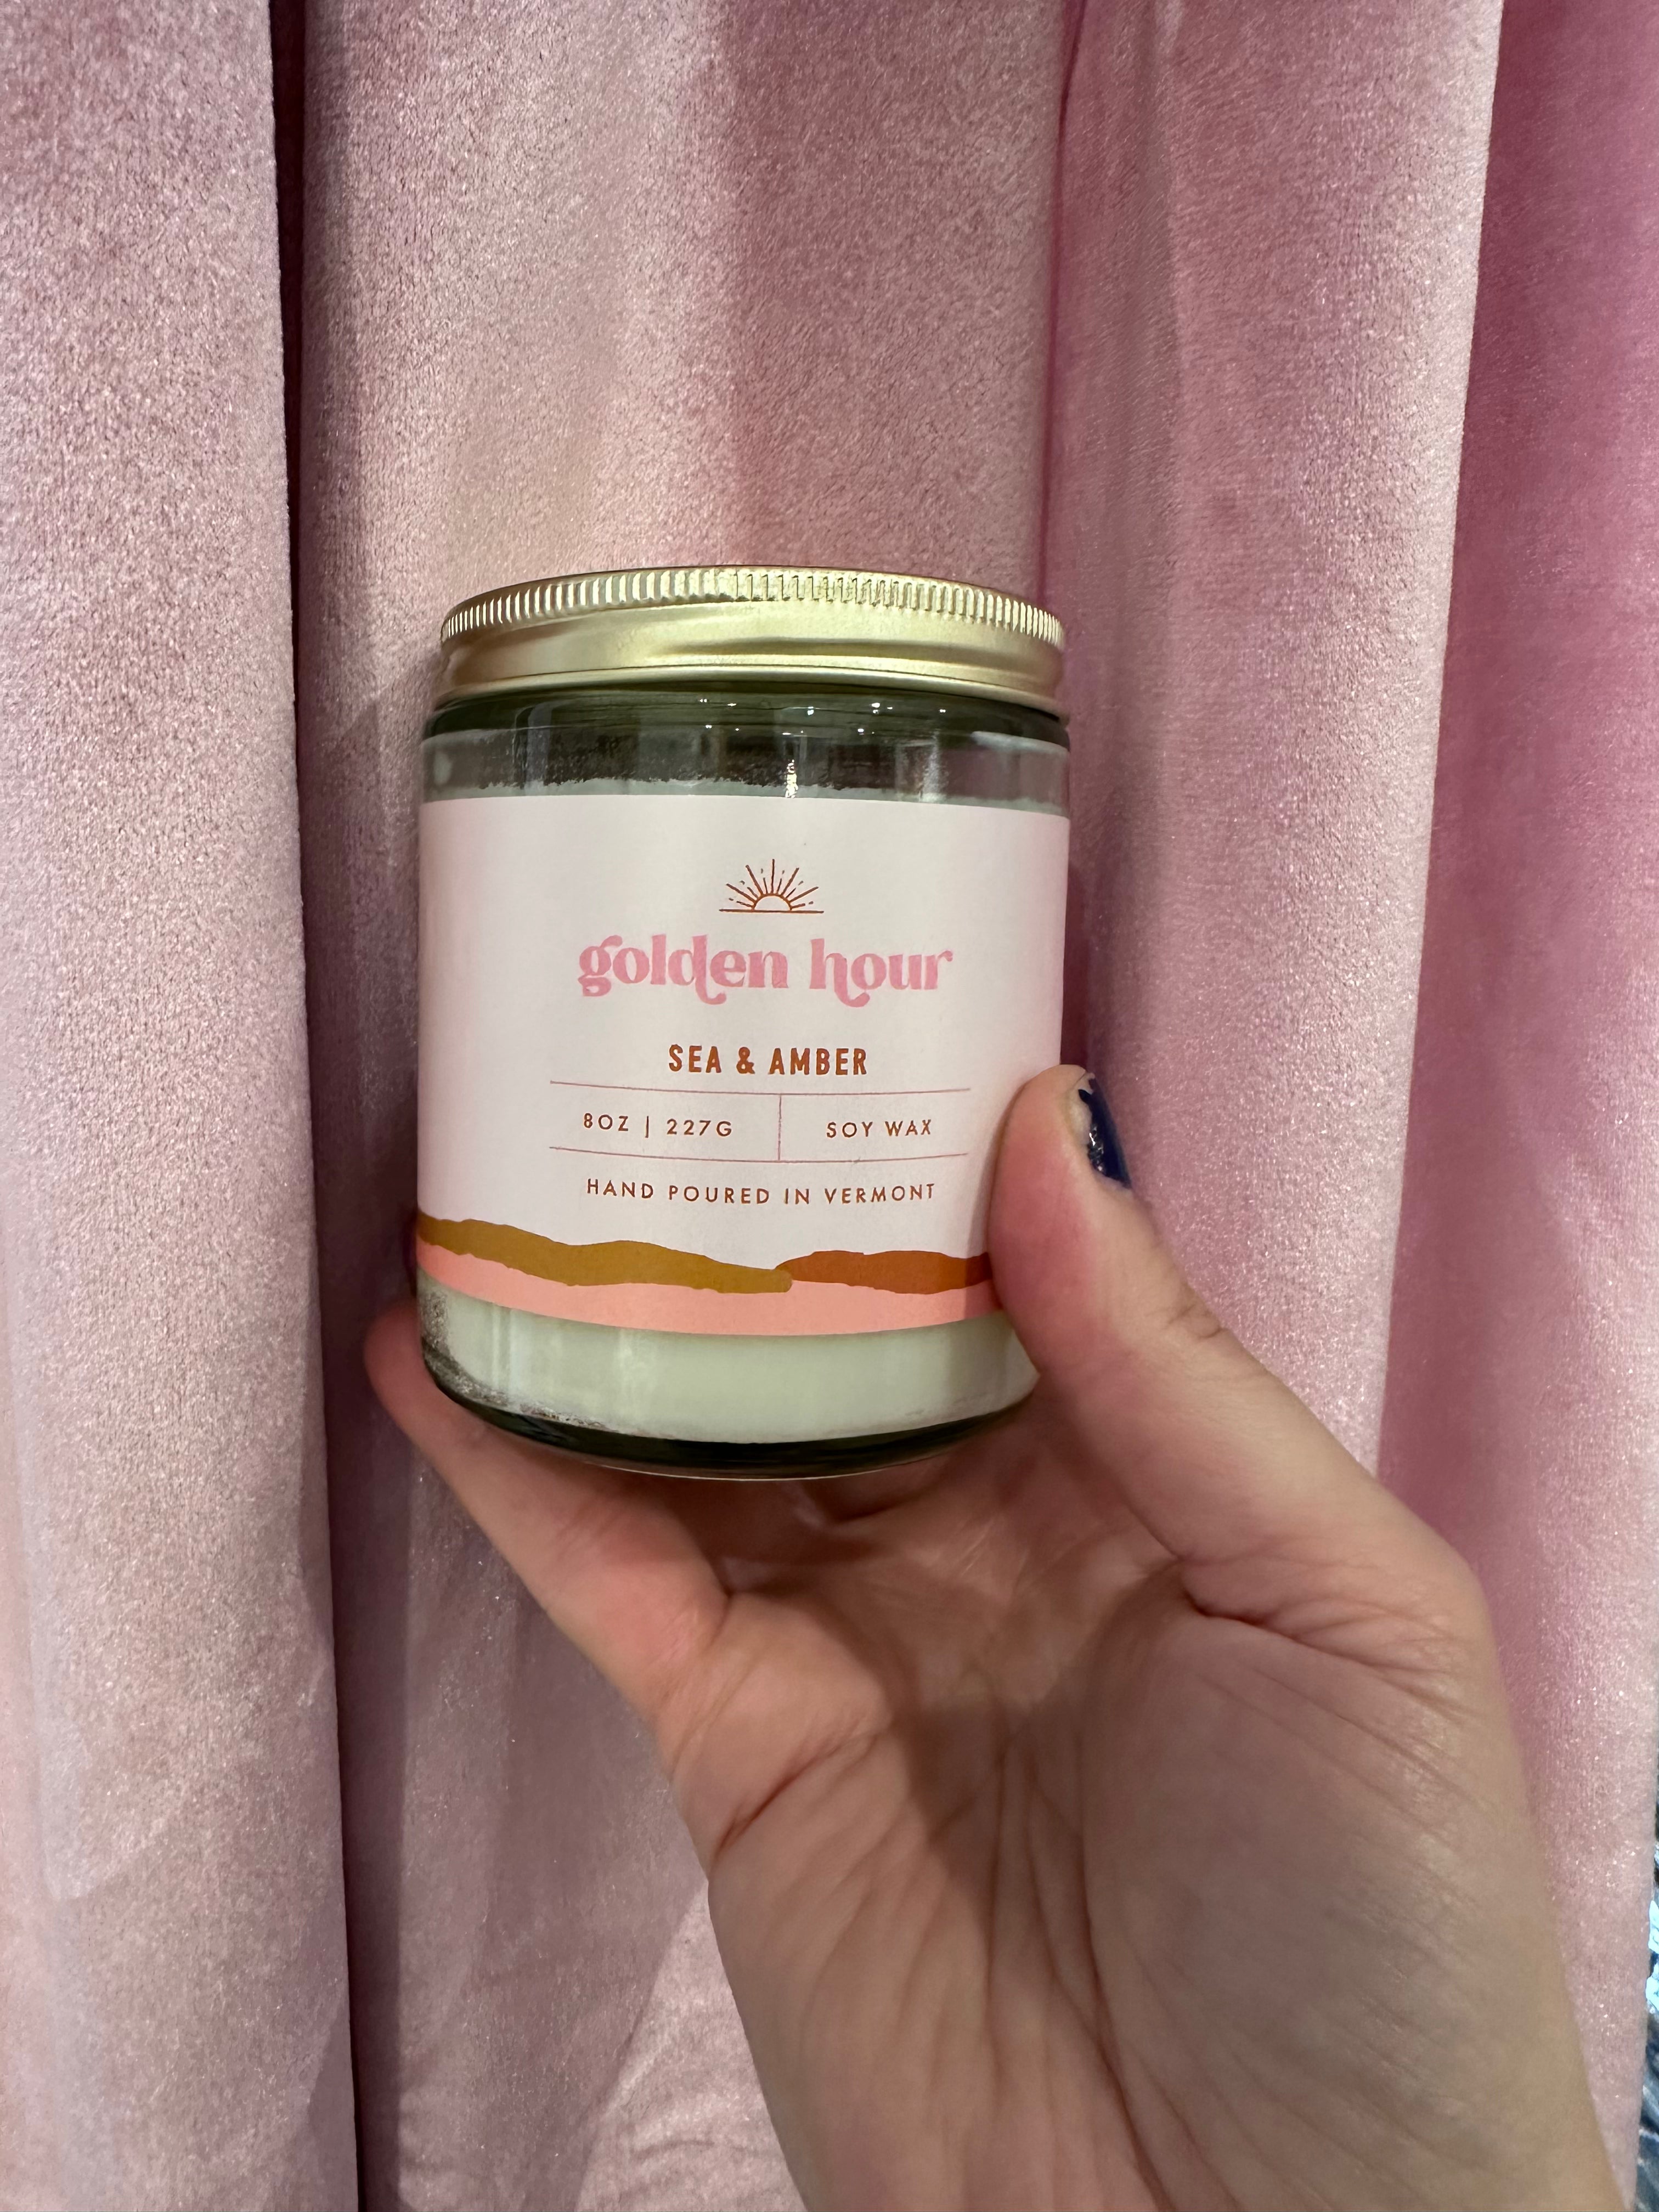 golden hour
SEA & AMBER
8OZ | 227G SOY WAX
HAND POURED IN VERMONT